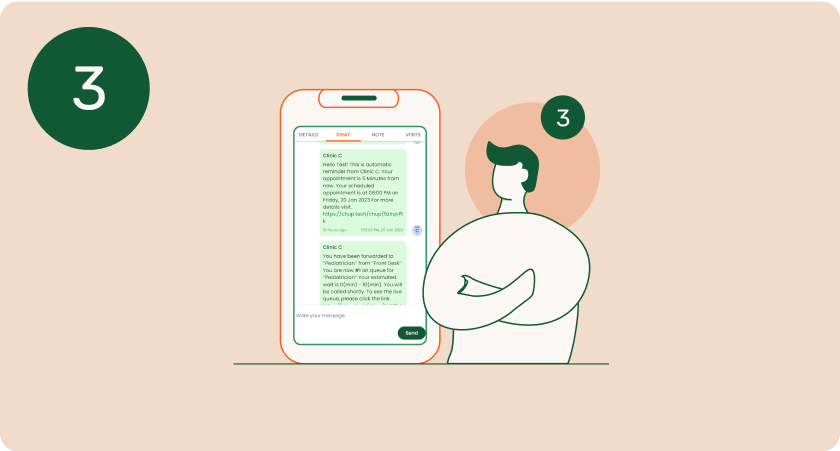 3
3
DETAILS CHAT NOTE VISITS
Clinic C
Hello Test! This is automatic
reminder from Clinic C. Your
appointment is 5 Minutes from
now. Your scheduled
appointment is at 08:00 PM on
Friday, 20 Jan 2023 For more
details visit.
k
19 hours ago
C
Clinic C
You have been forwarded to
"Pediatrician" from "Front Desk"
You are now #1 on queue for
"Pediatrician" Your estimated
wait is 0(min) - 10(min). You will
be called shortly. To see the live
queue, please click the link.
Write your message
Send